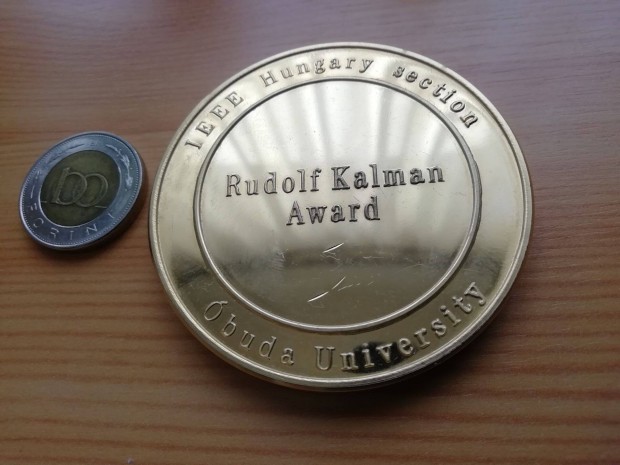 IEEE Hungary section
Rudolf Kalman
Award
Óbuda University
100
FORINT